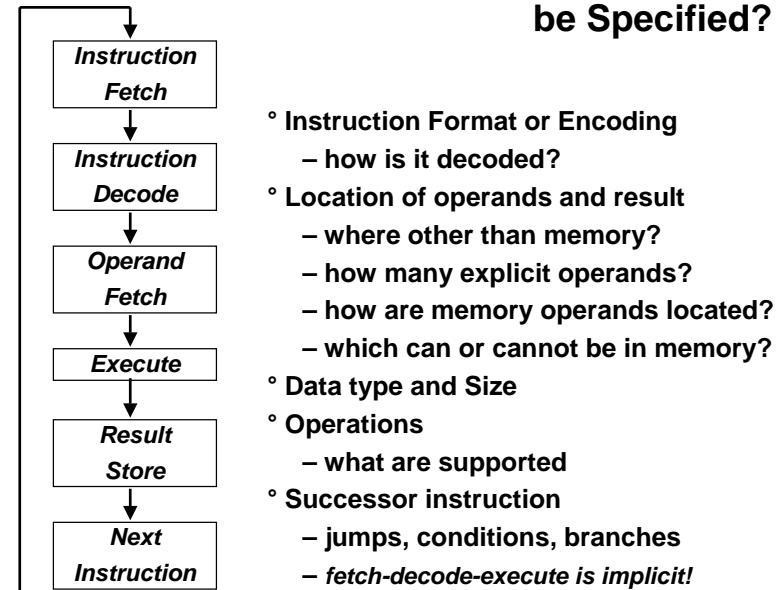 be Specified?
Instruction
Fetch
Instruction
Decode
Operand
Fetch
Execute
Result
Store
Next
Instruction
° Instruction Format or Encoding
– how is it decoded?
° Location of operands and result
– where other than memory?
– how many explicit operands?
– how are memory operands located?
– which can or cannot be in memory?
° Data type and Size
° Operations
– what are supported
° Successor instruction
– jumps, conditions, branches
– fetch-decode-execute is implicit!